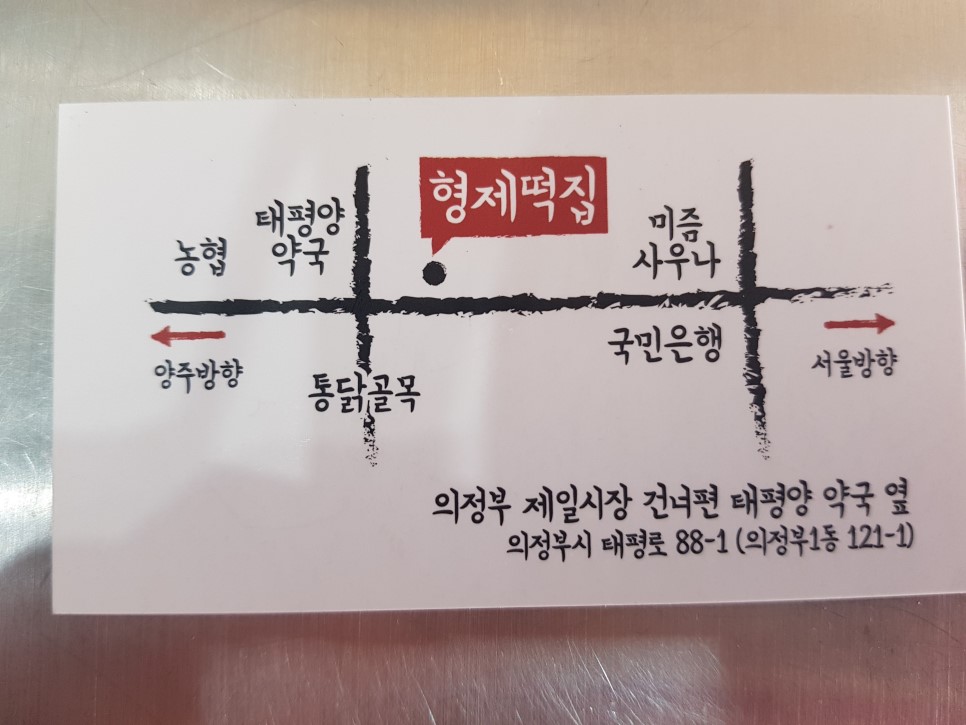 형제떡집
태평양
약국
농협
미즘
사우나
국민은행
양주방향
서울방향
통닭골목
의정부 제일시장 건너편 태평양 약국 옆
의정부시 태평로 88-1 (의정부1동 121-1)